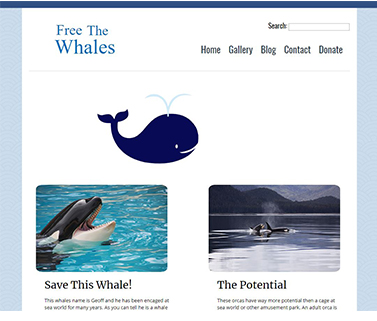 Free The
Whales
Search:
Home Gallery Blog Contact Donate
Save This Whale!
This whales name is Geoff and he has been encaged at
sea world for many years. As you can tell he is a whale
The Potential
These orcas have way more potential then a cage at
sea world or other amusement park. An adult orca is